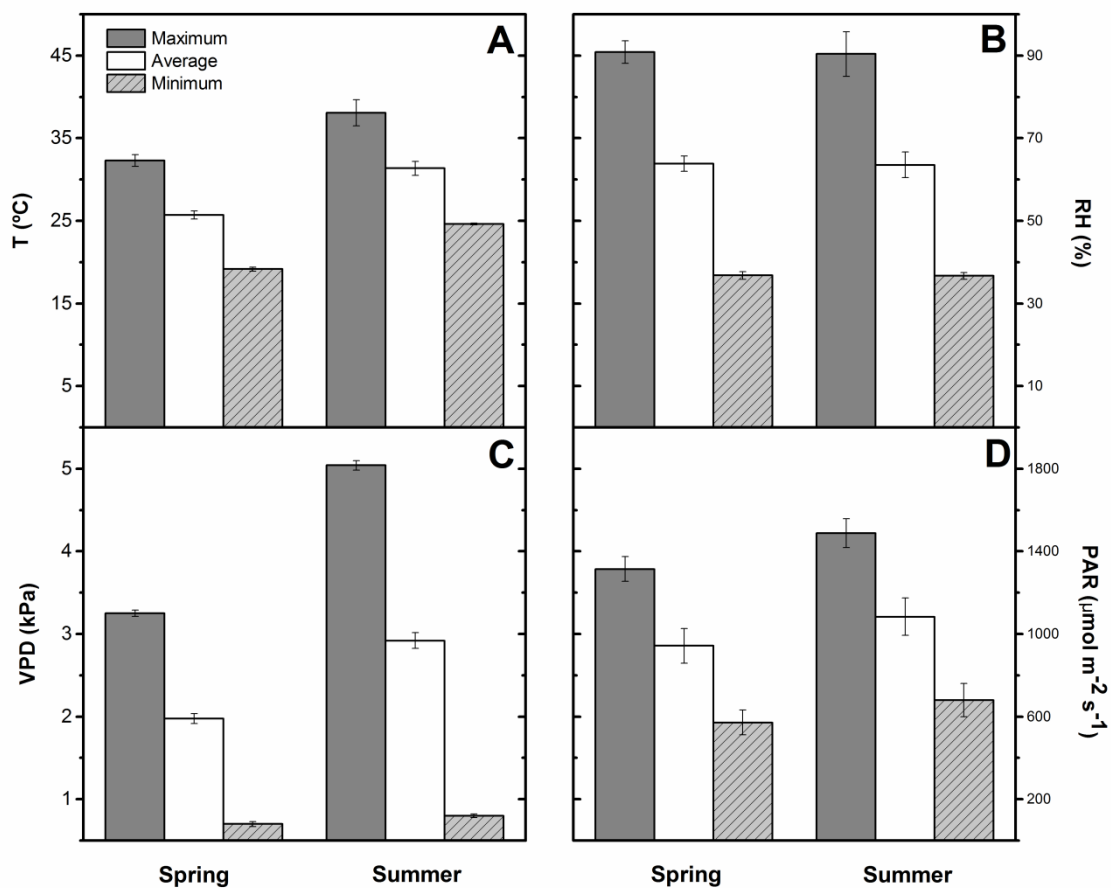 A
Maximum
Average
Minimum
45
35
25
15
5
T (ºC)
B
90
70
50
30
10
RH (%)
C
5
4
3
2
1
VPD (kPa)
D
1800
1400
1000
600
200
PAR (μmol m-2 s-1)
Spring Summer Spring Summer